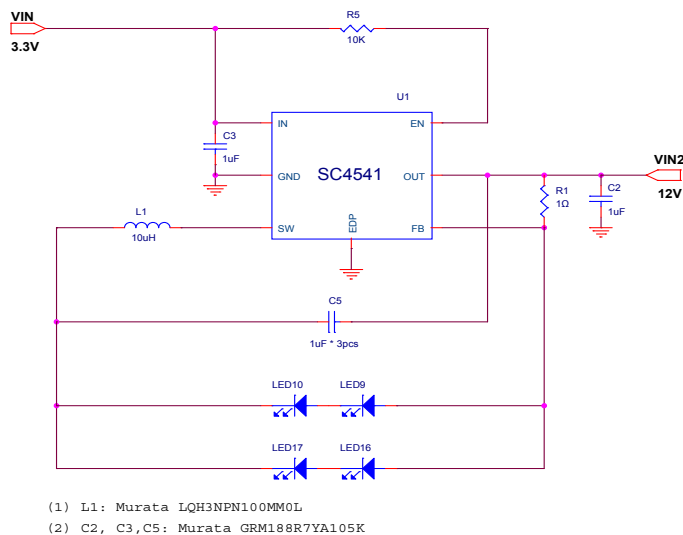 VIN
3.3V
R5
10K
U1
IN
EN
C3
1uF
GND
SC4541
OUT
VIN2
12V
R1
1Ω
C2
1uF
L1
10uH
SW
EDP
FB
C5
1uF * 3pcs
LED10
LED9
LED17
LED16
(1) L1: Murata LQH3NPN100MM0L
(2) C2, C3,C5: Murata GRM188R7YA105K